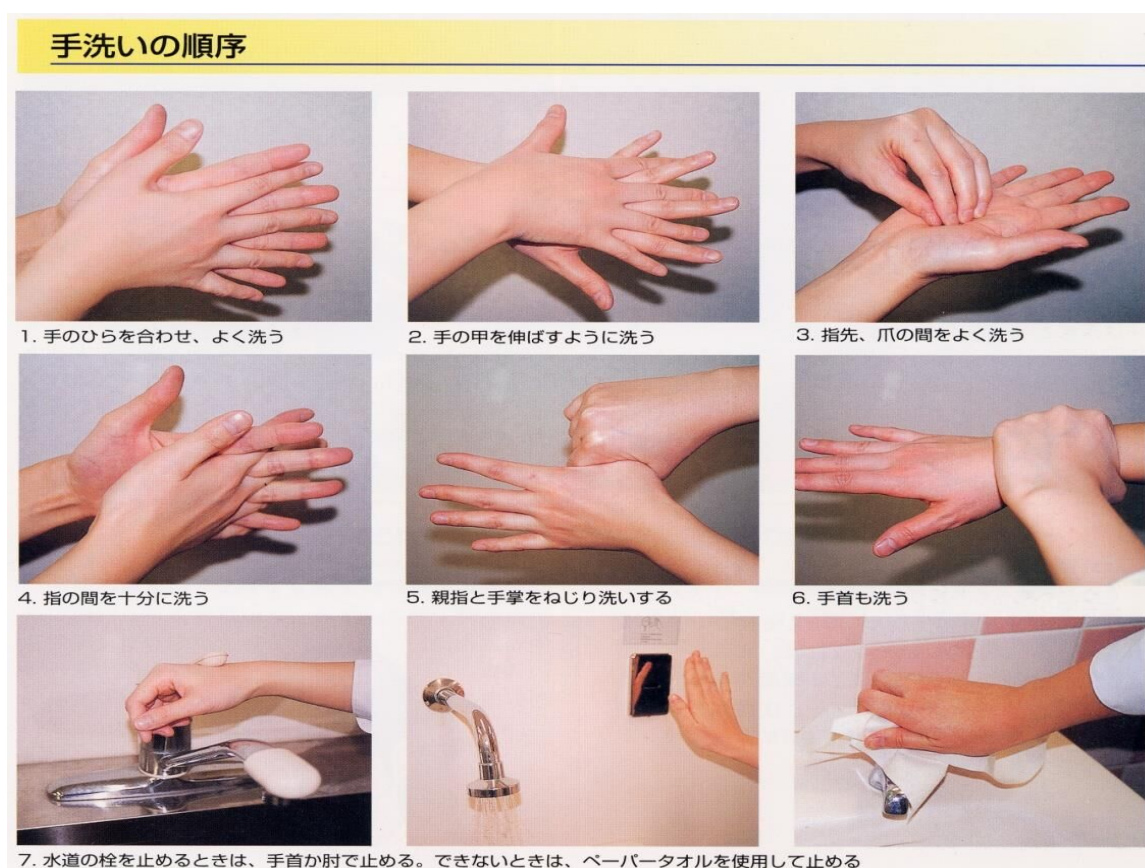 手洗いの順序
1. 手のひらを合わせ、よく洗う
2. 手の甲を伸ばすように洗う
3. 指先、爪の間をよく洗う
4. 指の間を十分に洗う
5. 親指と手掌をねじり洗いする
6. 手首も洗う
7. 水道の栓を止めるときは、手首か肘で止める。できないときは、ペーパータオルを使用して止める